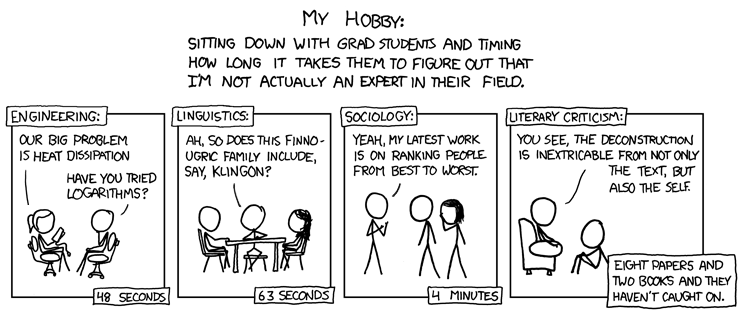 MY HOBBY:
SITTING DOWN WITH GRAD STUDENTS AND TIMING
HOW LONG IT TAKES THEM TO FIGURE OUT THAT
I'M NOT ACTUALLY AN EXPERT IN THEIR FIELD.
ENGINEERING:
OUR BIG PROBLEM
IS HEAT DISSIPATION
HAVE YOU TRIED
LOGARITHMS?
48 SECONDS
LINGUISTICS:
AH, SO DOES THIS FINNO-
UGRIC FAMILY INCLUDE,
SAY, KLINGON?
63 SECONDS
SOCIOLOGY:
YEAH, MY LATEST WORK
IS ON RANKING PEOPLE
FROM BEST TO WORST.
4 MINUTES
LITERARY CRITICISM:
YOU SEE, THE DECONSTRUCTION
IS INEXTRICABLE FROM NOT ONLY
THE TEXT, BUT
ALSO THE SELF.
EIGHT PAPERS AND
TWO BOOKS AND THEY
HAVEN'T CAUGHT ON.